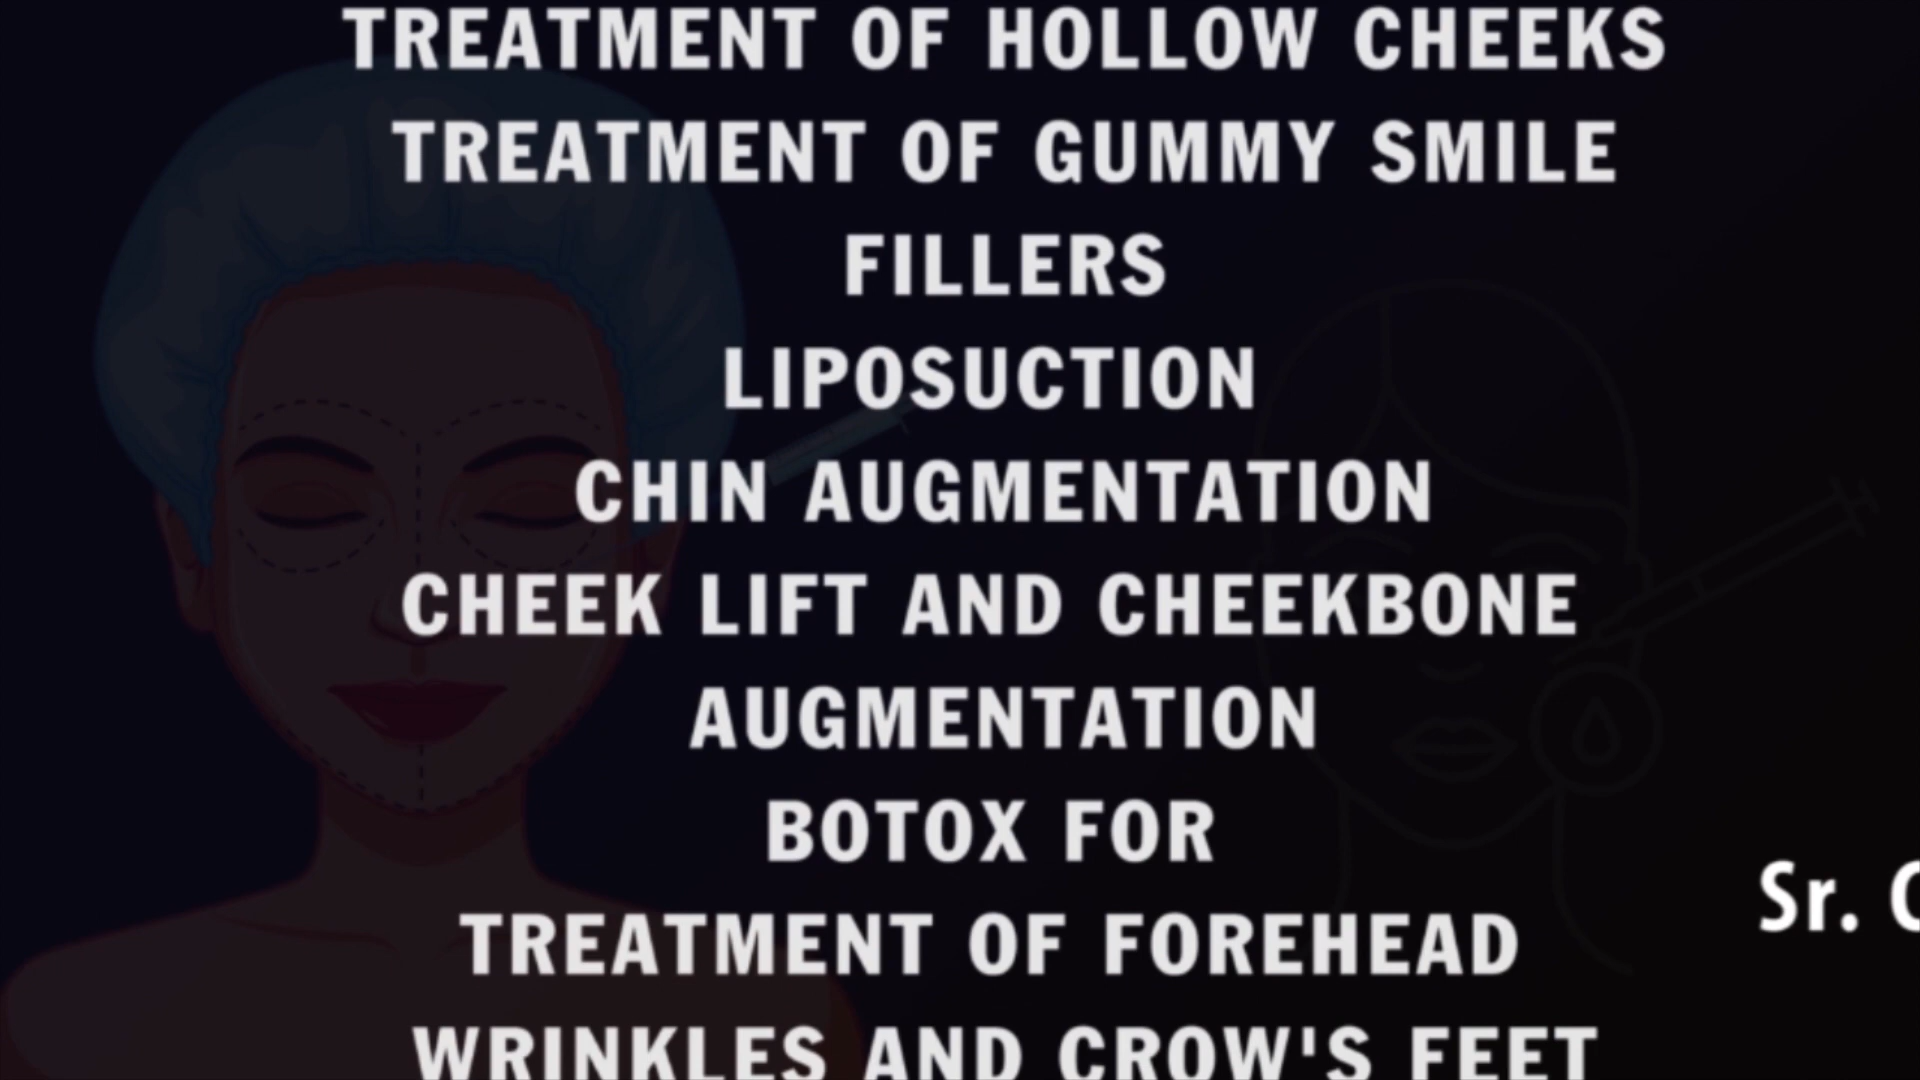 TREATMENT OF HOLLOW CHEEKS
TREATMENT OF GUMMY SMILE
FILLERS
LIPOSUCTION
CHIN AUGMENTATION
CHEEK LIFT AND CHEEKBONE
AUGMENTATION
BOTOX FOR
TREATMENT OF FOREHEAD
WRINKLES AND CROW'S FEET
Sr.